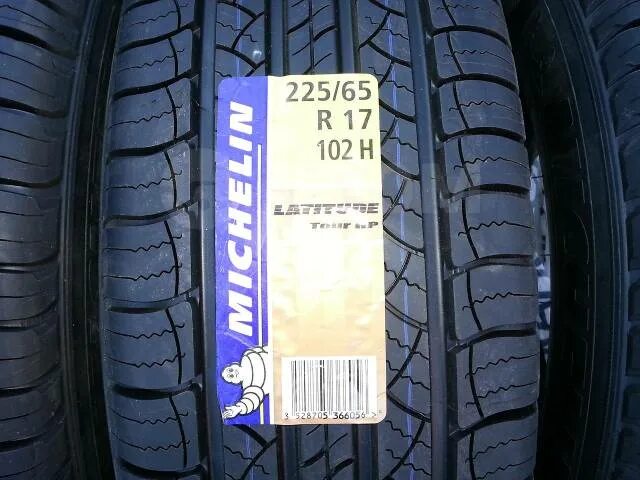 225/65
R 17
102 H
MICHELIN
LATITUDE
Tour HP
3 528705 366056 >